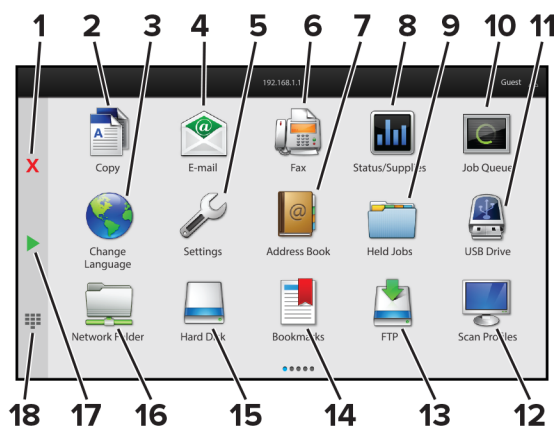 1 2 3 4 5 6 7 8 9 10 11
192.168.1.1
Guest
X
A
@
Copy E-mail Fax Status/Supplies Job Queue
@
Change Language
Settings Address Book Held Jobs USB Drive
Network Folder Hard Disk Bookmarks FTP Scan Profiles
18 17 16 15 14 13 12